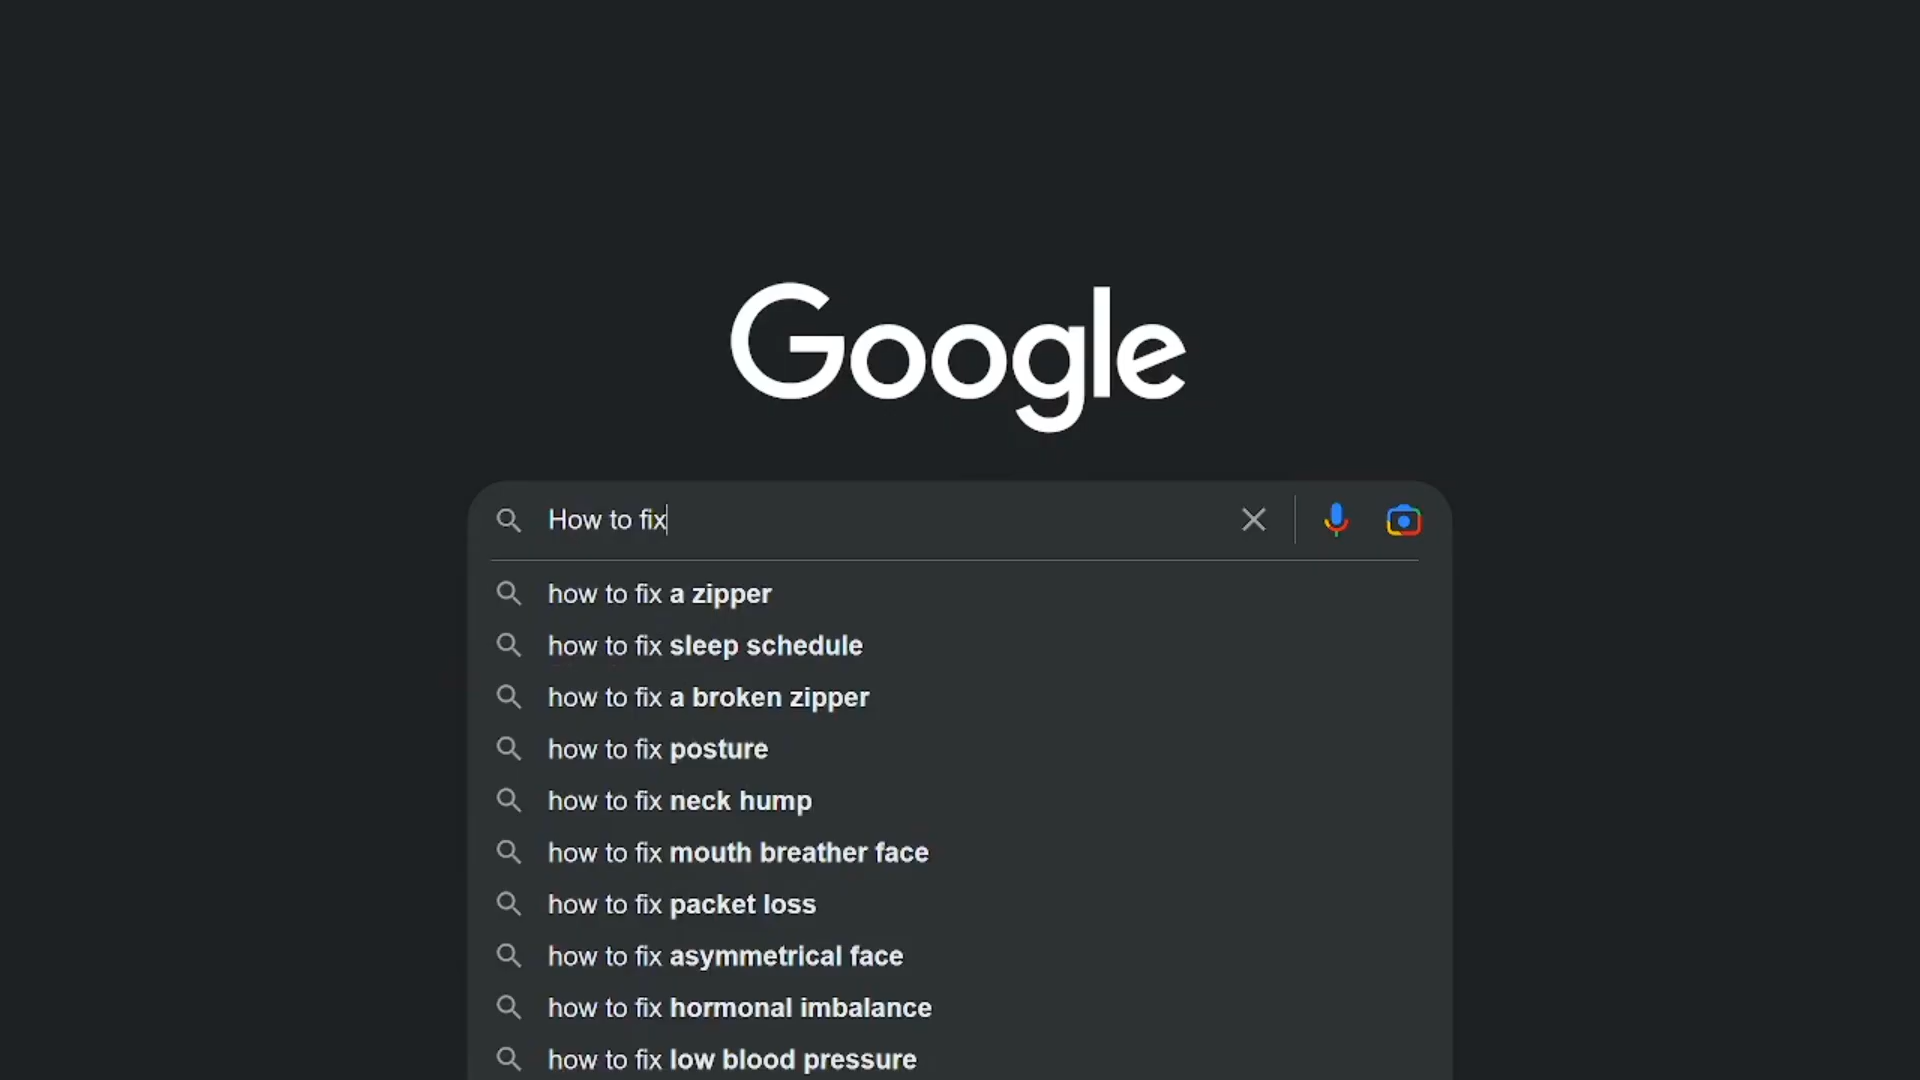 Google
How to fix
how to fix a zipper
how to fix sleep schedule
how to fix a broken zipper
how to fix posture
how to fix neck hump
how to fix mouth breather face
how to fix packet loss
how to fix asymmetrical face
how to fix hormonal imbalance
how to fix low blood pressure